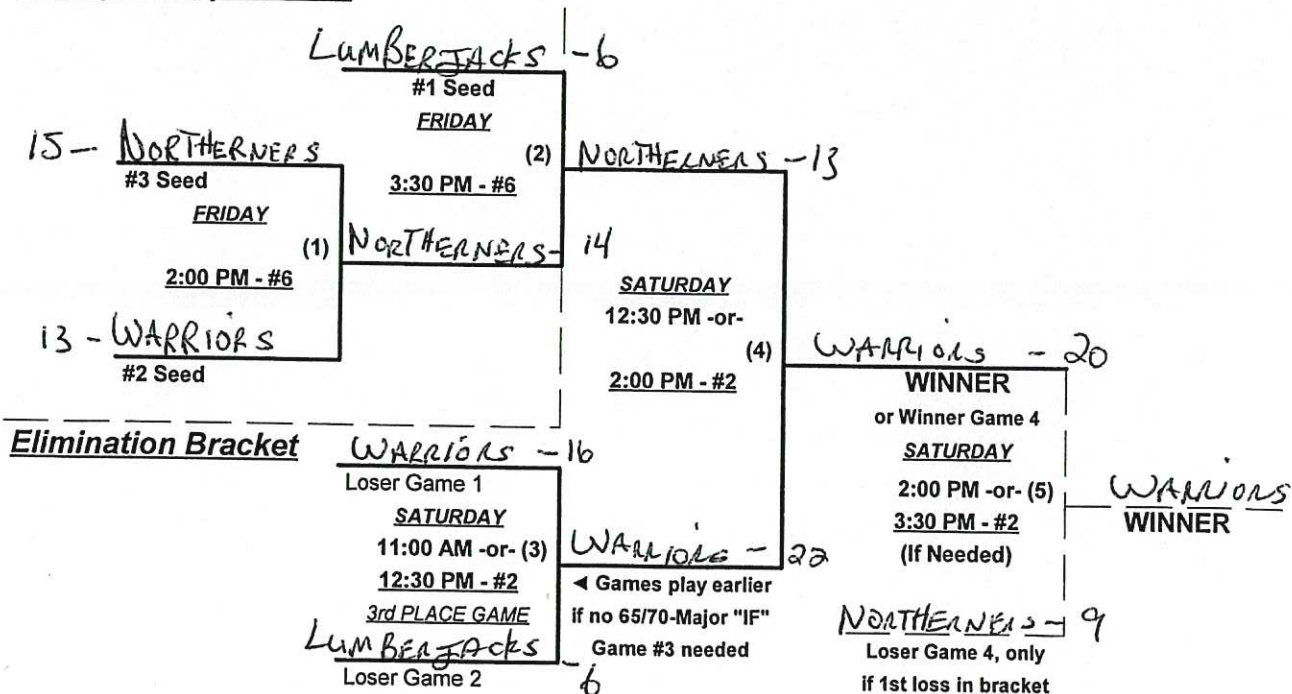 LUMBERJACKS - 6
#1 Seed
FRIDAY
15 - NORTHERNERS
(2) NORTHERNERS - 13
#3 Seed
3:30 PM - #6
FRIDAY
(1) NORTHERNERS - 14
2:00 PM - #6
SATURDAY
12:30 PM -or-
13 - WARRIORS
(4) WARRIORS - 20
#2 Seed
2:00 PM - #2
WINNER
or Winner Game 4
Elimination Bracket
WARRIORS - 16
SATURDAY
Loser Game 1
2:00 PM -or- (5) WARRIORS
SATURDAY
3:30 PM - #2
WINNER
11:00 AM -or- (3) WARRIORS - 22
(If Needed)
12:30 PM - #2
◄ Games play earlier
3rd PLACE GAME
if no 65/70-Major "IF"
NORTHERNERS - 9
LUMBERJACKS - 6
Game #3 needed
Loser Game 4, only
Loser Game 2
if 1st loss in bracket